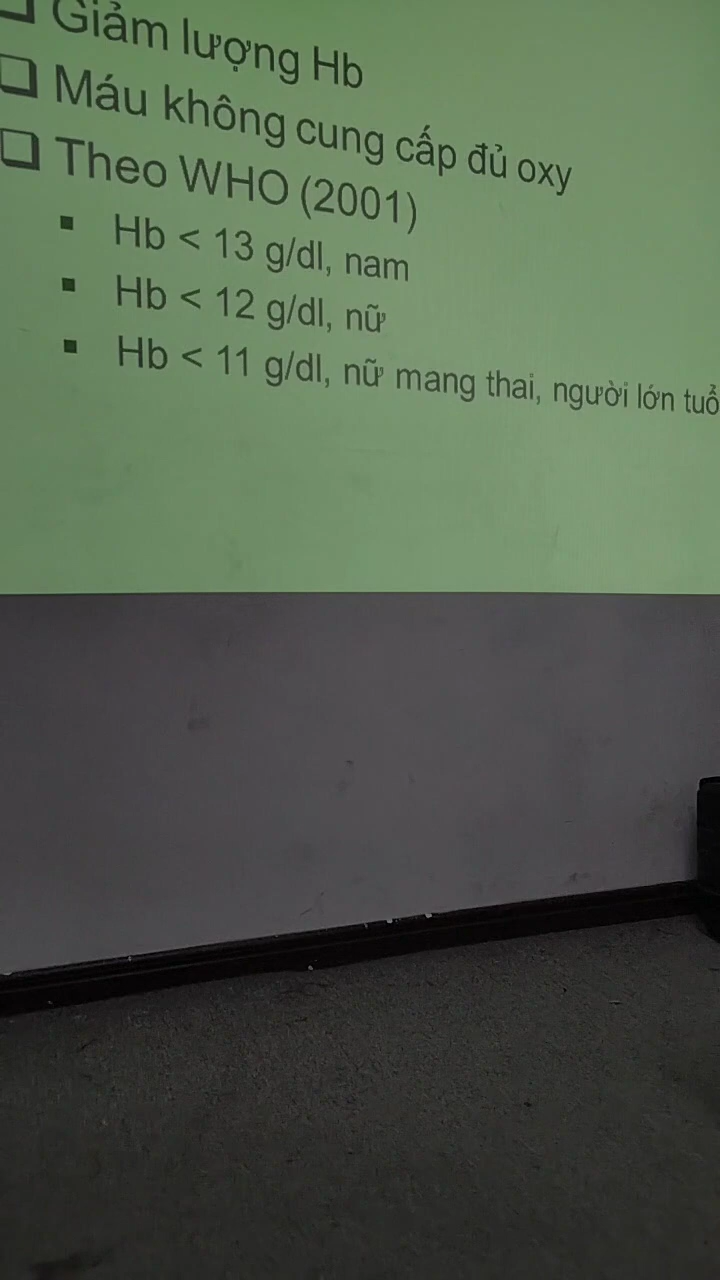 Giảm lượng Hb
Máu không cung cấp đủ oxy
Theo WHO (2001)
Hb < 13 g/dl, nam
Hb < 12 g/dl, nữ
Hb < 11 g/dl, nữ mang thai, người lớn